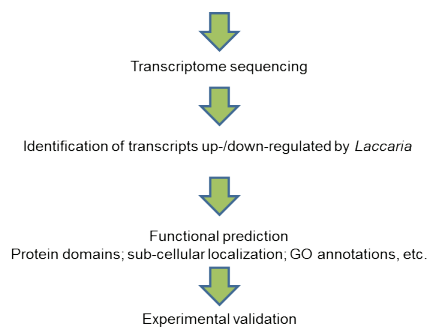 Transcriptome sequencing
Identification of transcripts up-/down-regulated by Laccaria
Functional prediction
Protein domains; sub-cellular localization; GO annotations, etc.
Experimental validation